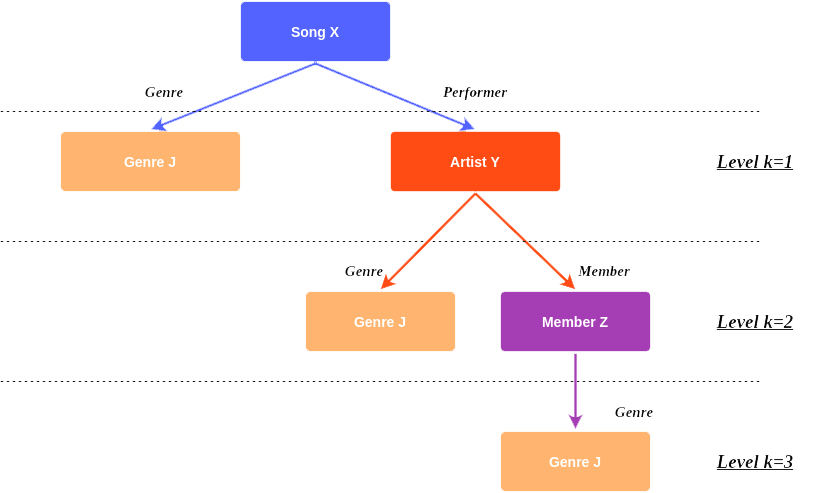 Song X
Genre
Performer
Genre J
Artist Y
Level k=1
Genre
Member
Genre J
Member Z
Level k=2
Genre
Genre J
Level k=3